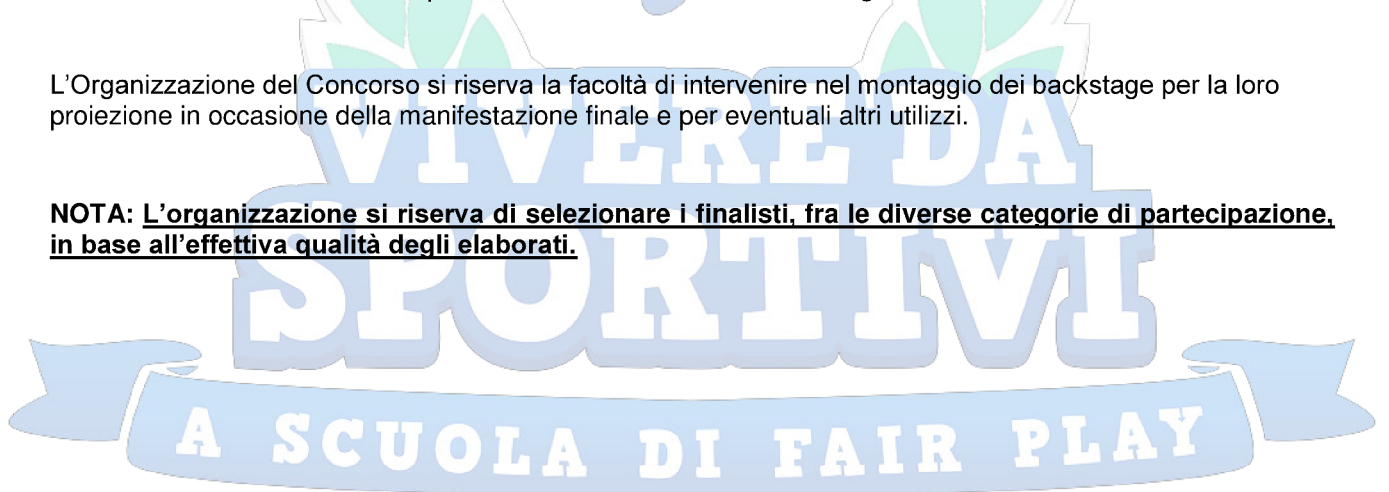 L'Organizzazione del Concorso si riserva la facoltà di intervenire nel montaggio dei backstage per la loro
proiezione in occasione della manifestazione finale e per eventuali altri utilizzi.
NOTA: L'organizzazione si riserva di selezionare i finalisti, fra le diverse categorie di partecipazione,
in base all'effettiva qualità degli elaborati.
VIVERE DA
SPORTIVI
A SCUOLA DI FAIR PLAY